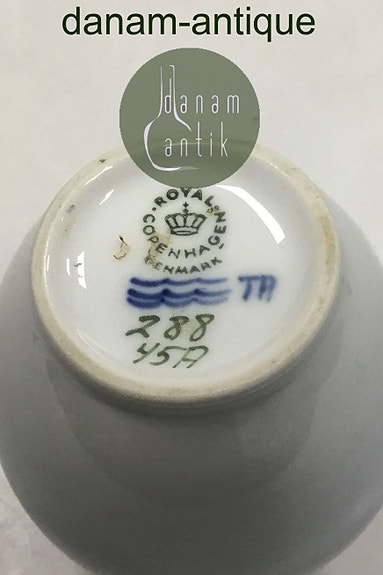 danam-antique
danam
antik
ROYAL
COPENHAGEN
DENMARK
TA
288
45A